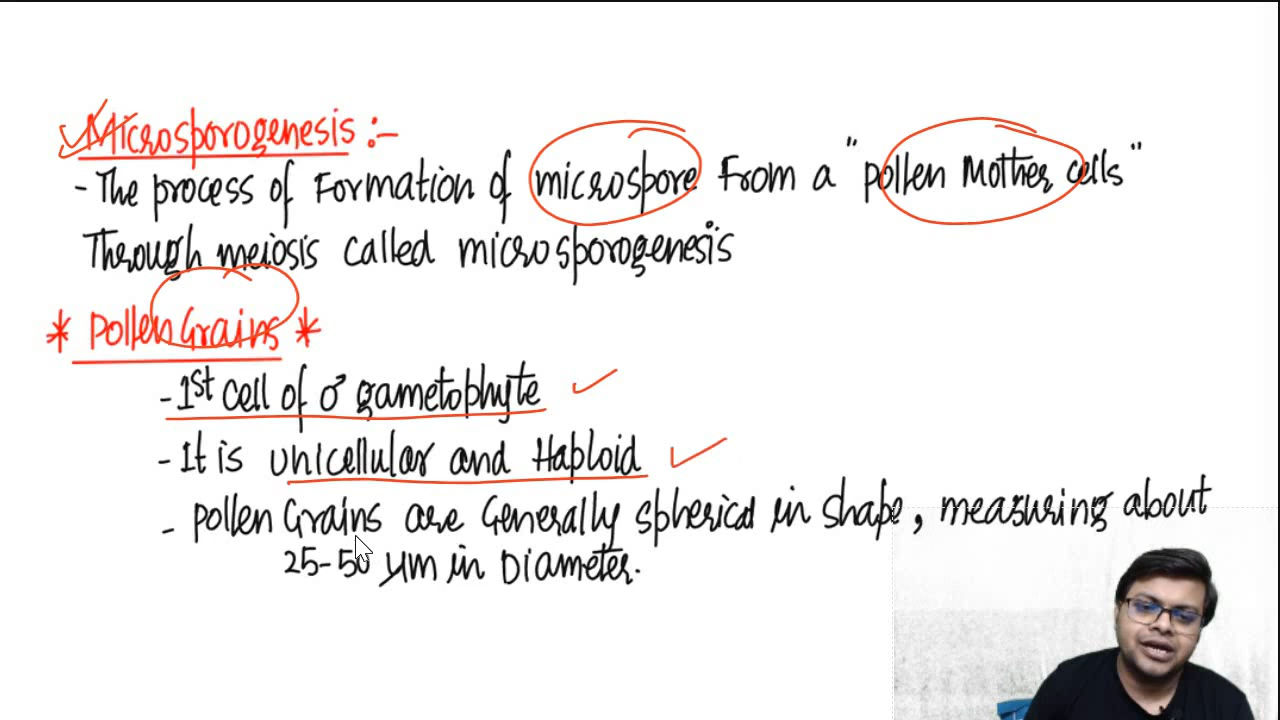 Microsporogenesis :-
- The process of Formation of microspore From a "pollen Mother cells"
Through meiosis called microsporogenesis
* Pollen Grains *
- 1st cell of ♂ gametophyte
- It is Unicellular and Haploid
- Pollen Grains are Generally spherical in shape, measuring about
25-50 μm in Diameter.